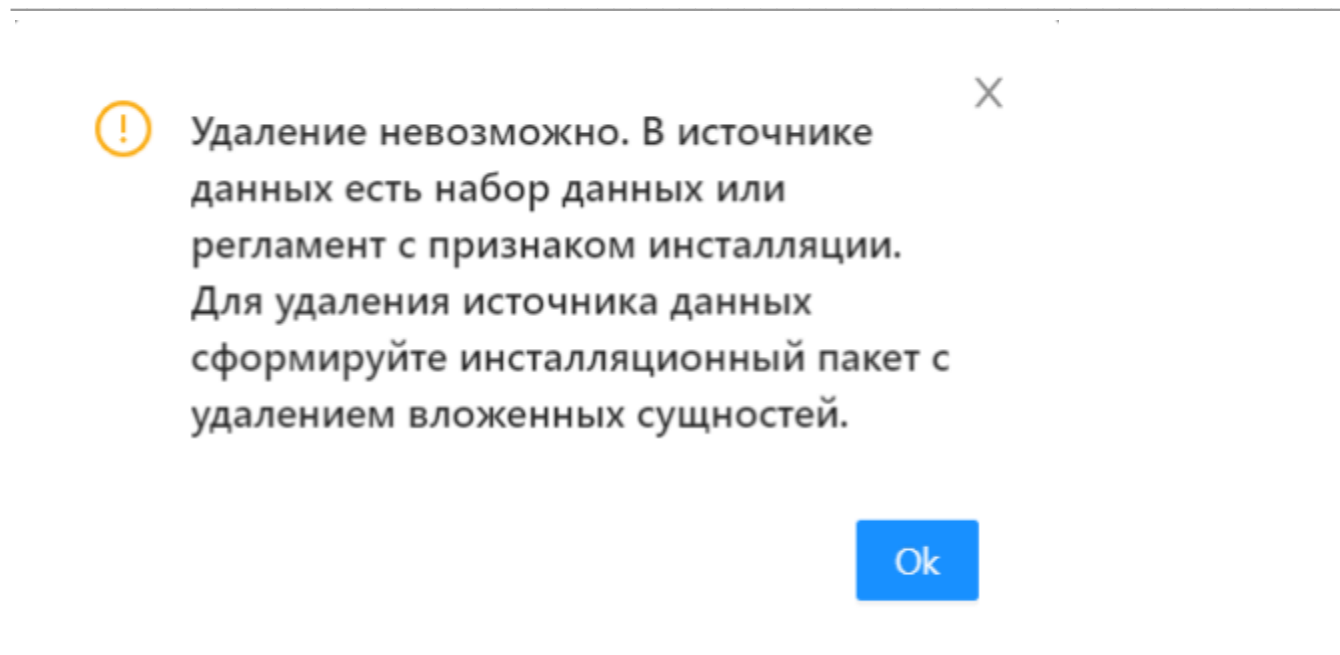 Удаление невозможно. В источнике
данных есть набор данных или
регламент с признаком инсталляции.
Для удаления источника данных
сформируйте инсталляционный пакет с
удалением вложенных сущностей.
Ok